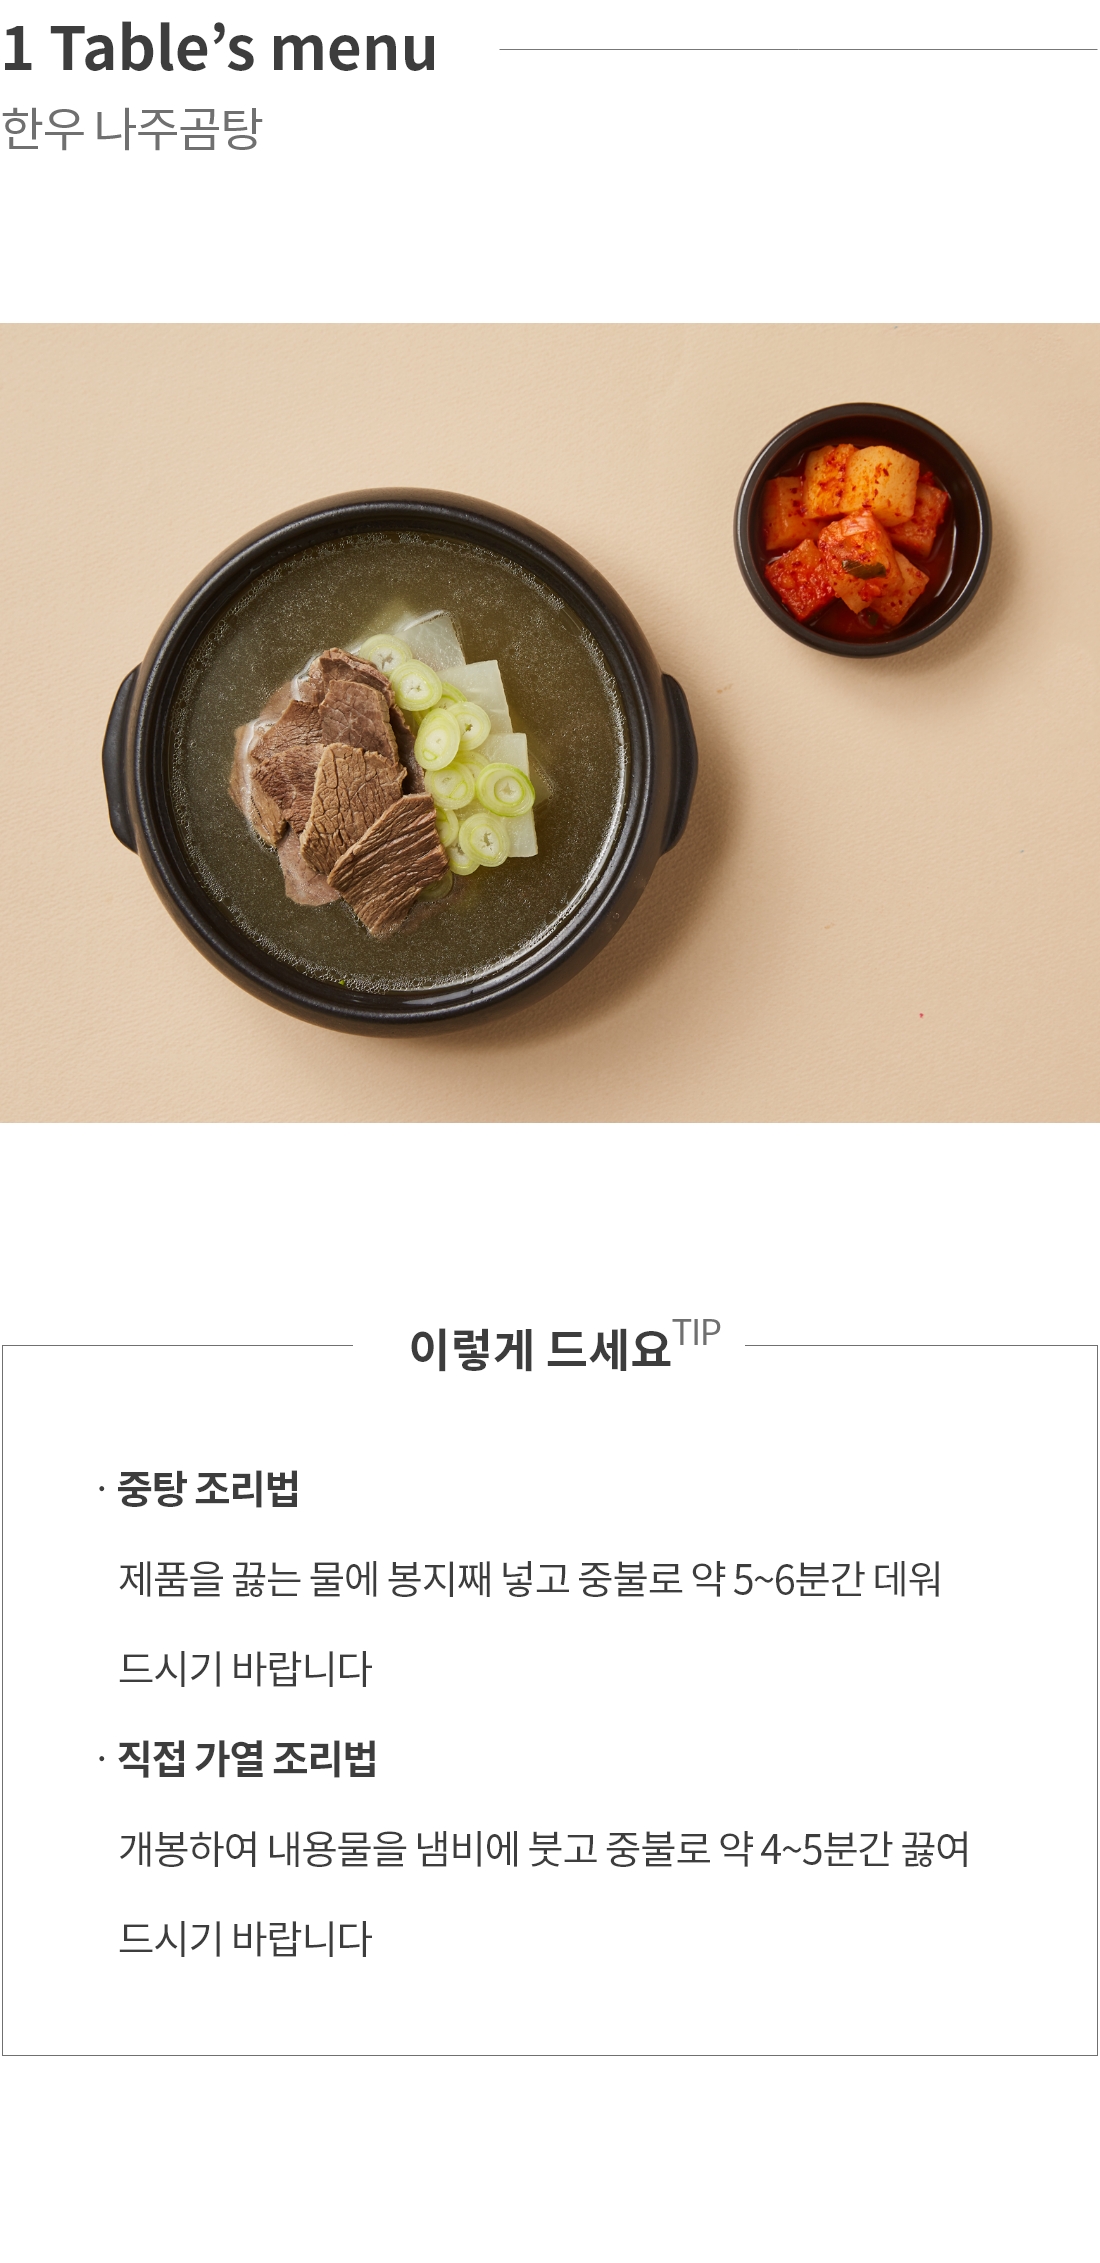 1 Table’s menu
한우 나주곰탕
이렇게 드세요TIP
· 중탕 조리법
제품을 끓는 물에 봉지째 넣고 중불로 약 5~6분간 데워
드시기 바랍니다
· 직접 가열 조리법
개봉하여 내용물을 냄비에 붓고 중불로 약 4~5분간 끓여
드시기 바랍니다